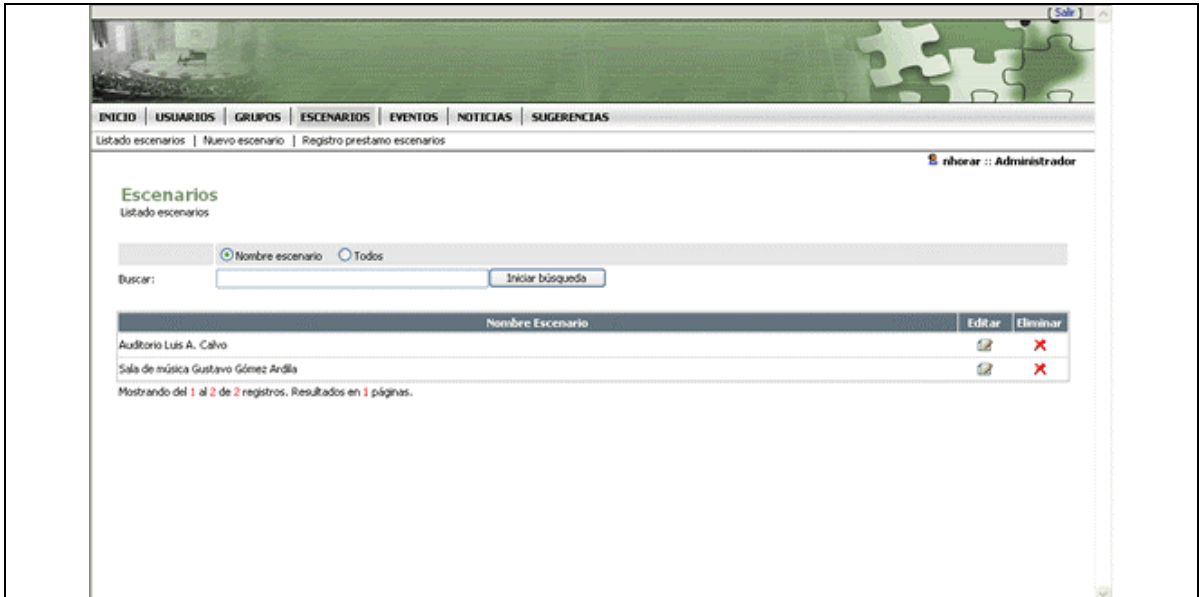 [ Salir ]
INICIO | USUARIOS | GRUPOS | ESCENARIOS | EVENTOS | NOTICIAS | SUGERENCIAS
Listado escenarios | Nuevo escenario | Registro prestamo escenarios
nhorar :: Administrador
Escenarios
Listado escenarios
Nombre escenario Todos
Buscar: Iniciar búsqueda
Nombre Escenario Editar Eliminar
Auditorio Luis A. Calvo
Sala de música Gustavo Gómez Ardila
Mostrando del 1 al 2 de 2 registros. Resultados en 1 páginas.